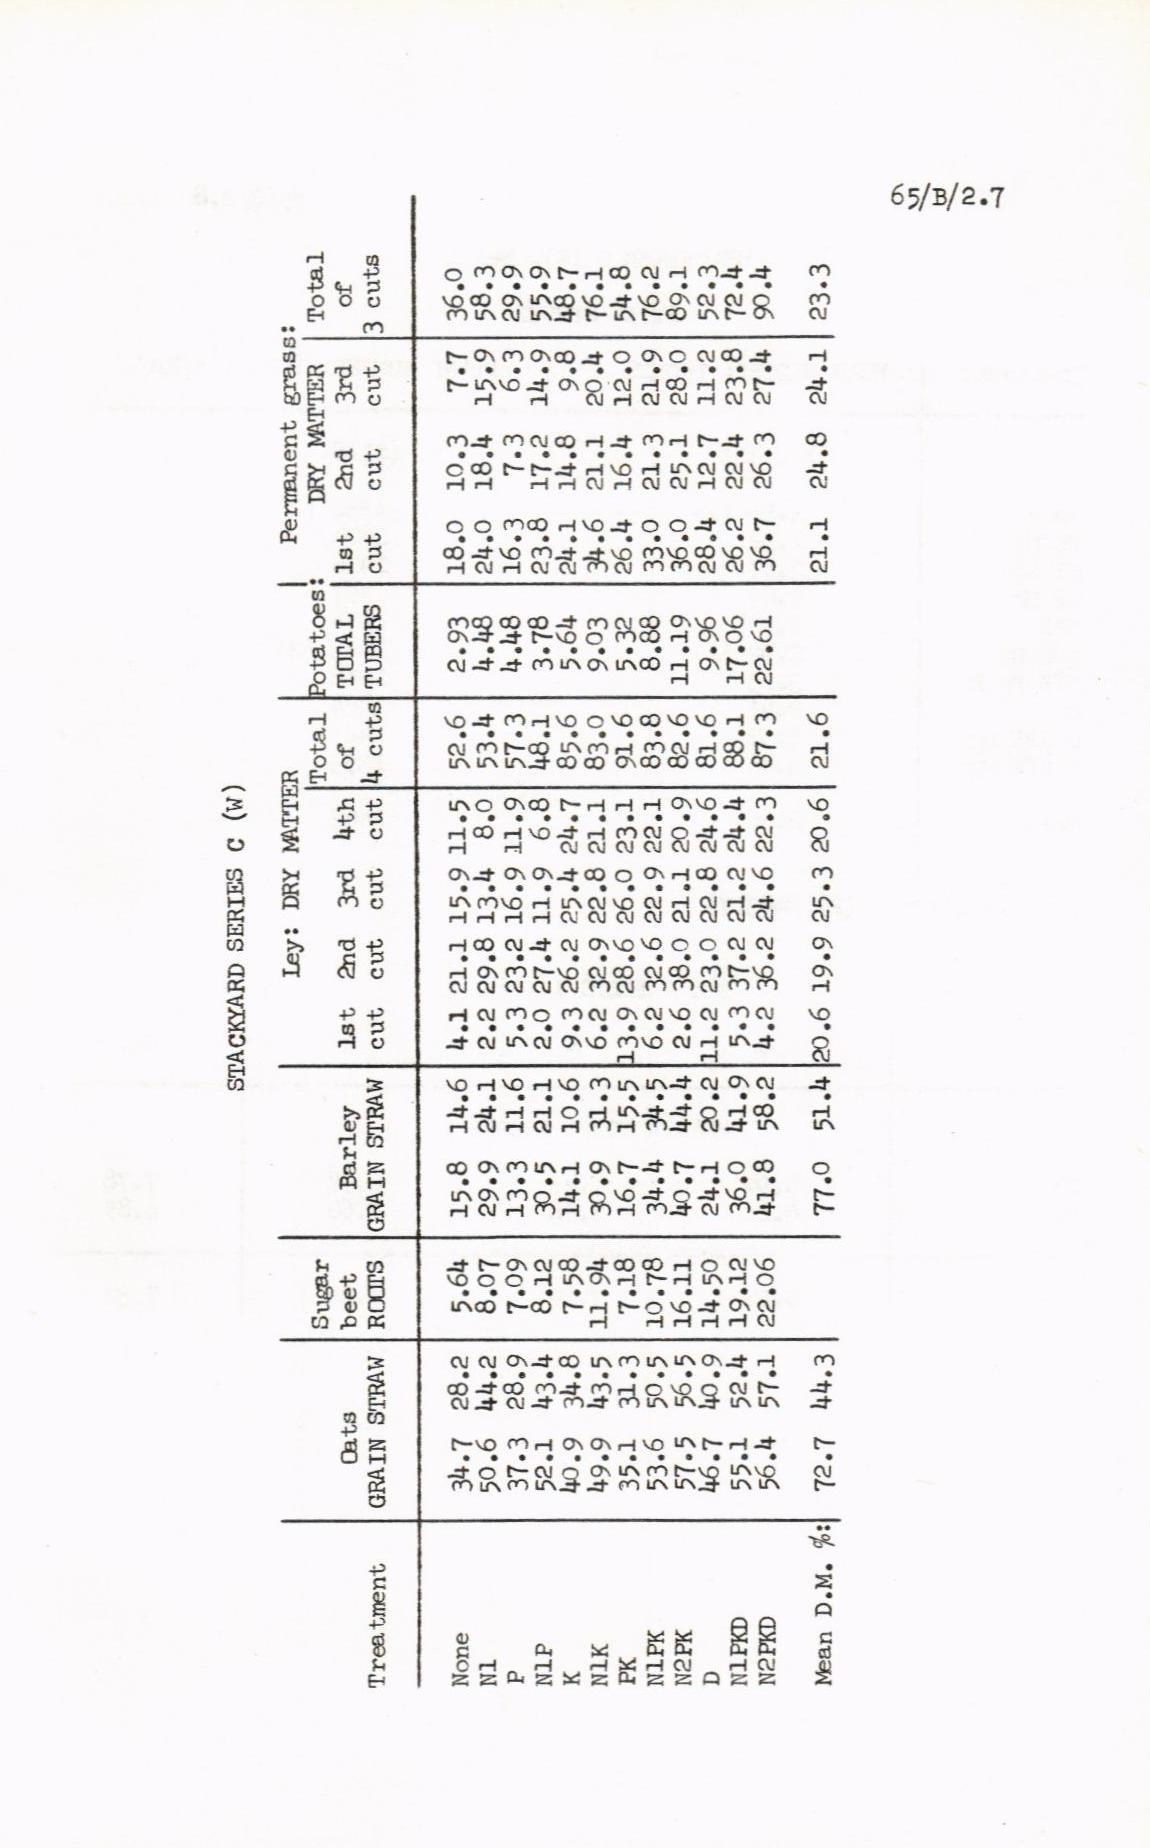 65/B/2.7
STACKYARD SERIES C (W)
Ley: DRY MATTER Permanent grass:
Oats Sugar beet Barley 1st 2nd 3rd 4th Total of Potatoes: TOTAL DRY MATTER 1st 2nd 3rd Total of
Treatment GRAIN STRAW ROOTS GRAIN STRAW cut cut cut cut 4 cuts TUBERS cut cut cut 3 cuts
None 34.7 28.2 5.64 15.8 14.6 4.1 21.1 15.9 11.5 52.6 2.93 18.0 10.3 7.7 36.0
N1 50.6 44.2 8.07 29.9 24.1 2.2 29.8 13.4 8.0 53.4 4.48 24.0 18.4 15.9 58.3
P 37.3 28.9 7.09 13.3 11.6 5.3 23.2 16.9 11.9 57.3 4.48 16.3 7.3 6.3 29.9
N1P 52.1 43.4 8.12 30.5 21.1 2.0 27.4 11.9 6.8 48.1 3.78 23.8 17.2 14.9 55.9
K 40.9 34.8 7.58 14.1 10.6 9.3 26.2 25.4 24.7 85.6 5.64 24.1 14.8 9.8 48.7
N1K 49.9 43.5 11.94 30.9 31.3 6.2 32.9 22.8 21.1 83.0 9.03 34.6 21.1 20.4 76.1
PK 35.1 31.3 7.18 16.7 15.5 13.9 28.6 26.0 23.1 91.6 5.32 26.4 16.4 12.0 54.8
N1PK 53.6 50.5 10.78 34.4 34.5 6.2 32.6 22.9 22.1 83.8 8.88 33.0 21.3 21.9 76.2
N2PK 57.5 56.5 16.11 40.7 44.4 2.6 38.0 21.1 20.9 82.6 11.19 36.0 25.1 28.0 89.1
D 46.7 40.9 14.50 24.1 20.2 11.2 23.0 22.8 24.6 81.6 9.96 28.4 12.7 11.2 52.3
N1PKD 55.1 52.4 19.12 36.0 41.9 5.3 37.2 21.2 24.4 88.1 17.06 26.2 22.4 23.8 72.4
N2PKD 56.4 57.1 22.06 41.8 58.2 4.2 36.2 24.6 22.3 87.3 22.61 36.7 26.3 27.4 90.4
Mean D.M. %: 72.7 44.3 77.0 51.4 20.6 19.9 25.3 20.6 21.6 21.1 24.8 24.1 23.3